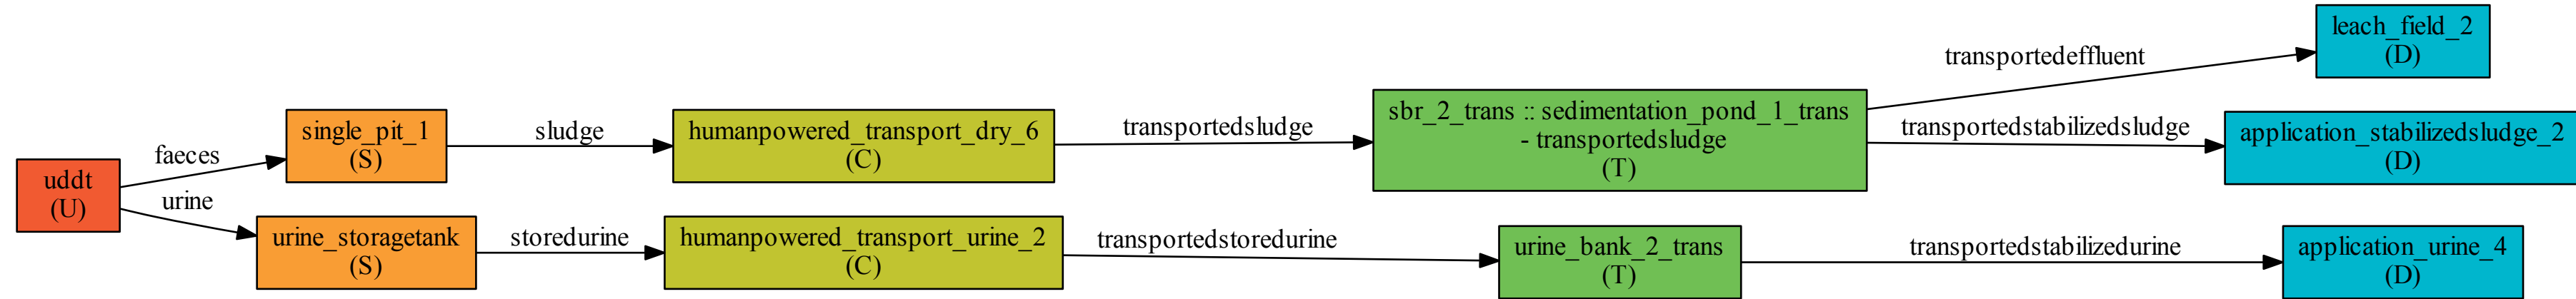 uddt
(U)
faeces
urine
single_pit_1
(S)
urine_storagetank
(S)
sludge
storedurine
humanpowered_transport_dry_6
(C)
humanpowered_transport_urine_2
(C)
transportedsludge
transportedstoredurine
sbr_2_trans :: sedimentation_pond_1_trans
- transportedsludge
(T)
urine_bank_2_trans
(T)
transportedeffluent
transportedstabilizedsludge
transportedstabilizedurine
leach_field_2
(D)
application_stabilizedsludge_2
(D)
application_urine_4
(D)